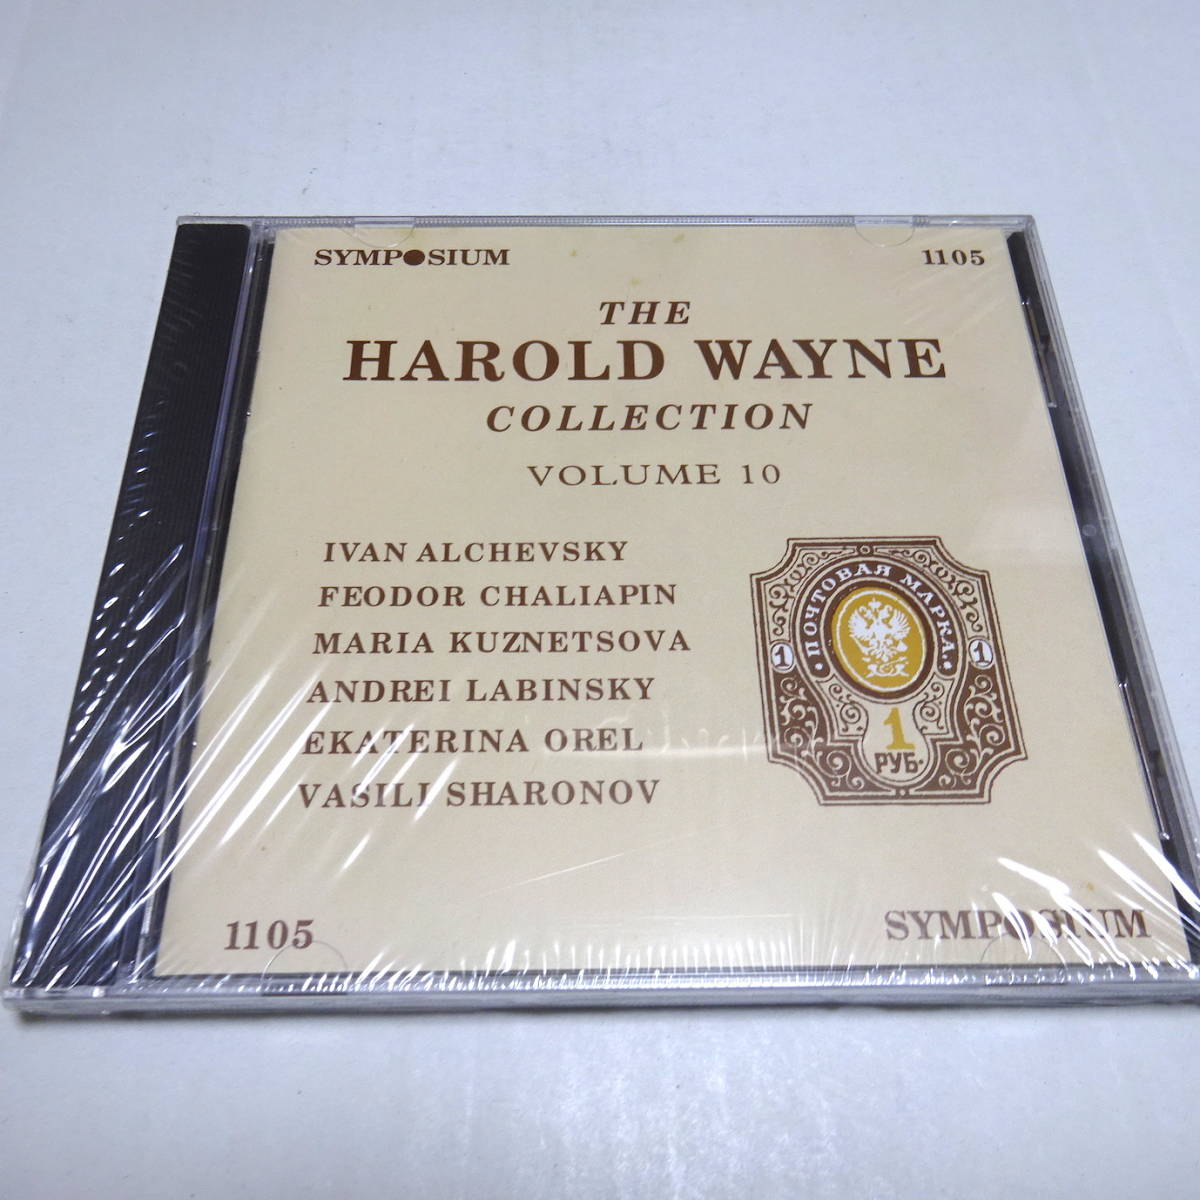 SYMPOSIUM 1105
THE
HAROLD WAYNE
COLLECTION
VOLUME 10
IVAN ALCHEVSKY
FEODOR CHALIAPIN
MARIA KUZNETSOVA
ANDREI LABINSKY
EKATERINA OREL
VASILI SHARONOV
ПОЧТОВАЯ МАРКА
1 1
1
РУБ.
1105 SYMPOSIUM